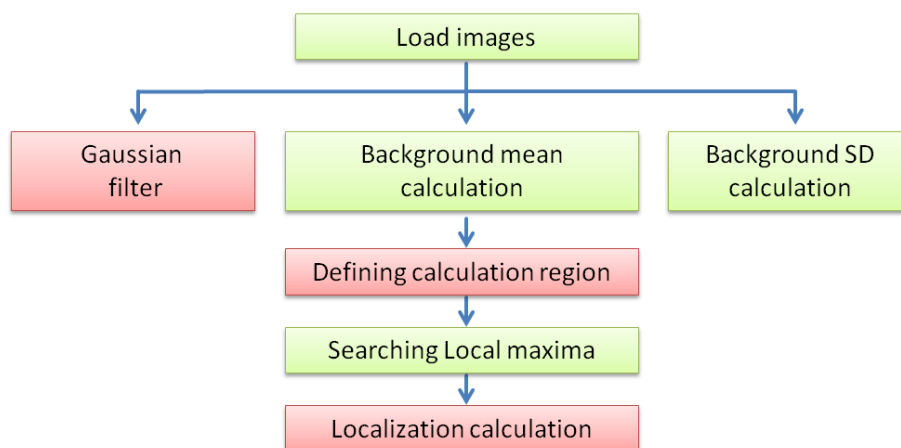 Load images
Gaussian
filter
Background mean
calculation
Background SD
calculation
Defining calculation region
Searching Local maxima
Localization calculation